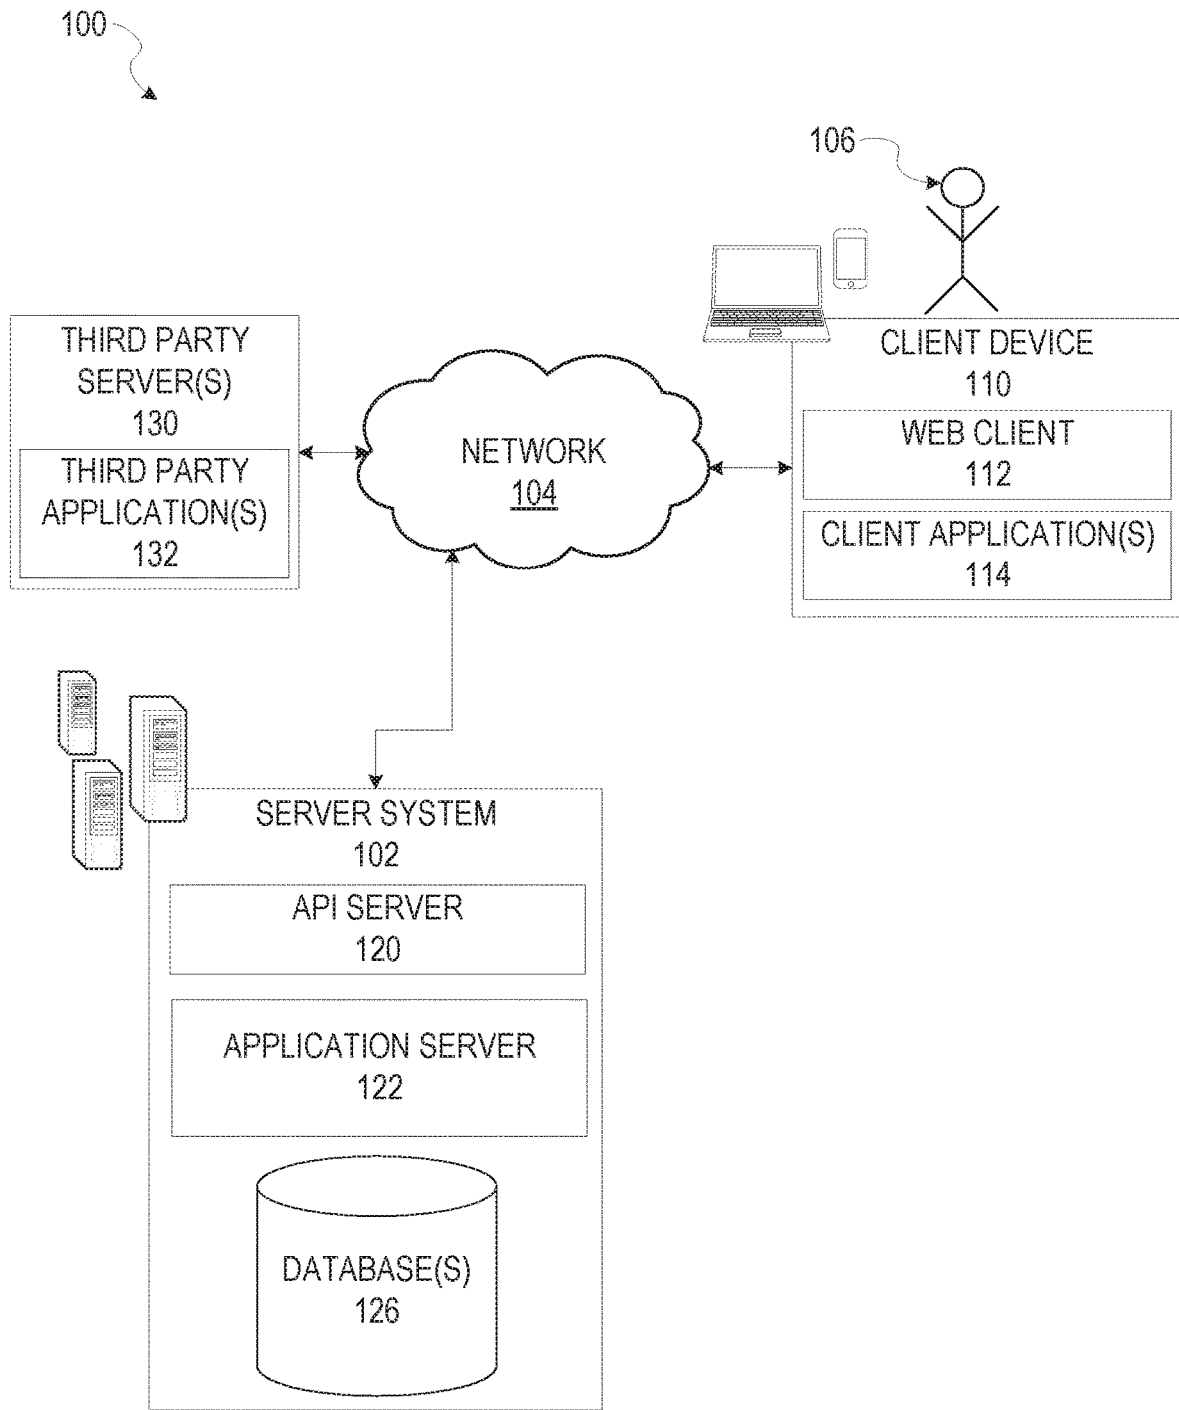 100
106
THIRD PARTY
SERVER(S)
130
THIRD PARTY
APPLICATION(S)
132
NETWORK
104
CLIENT DEVICE
110
WEB CLIENT
112
CLIENT APPLICATION(S)
114
SERVER SYSTEM
102
API SERVER
120
APPLICATION SERVER
122
DATABASE(S)
126